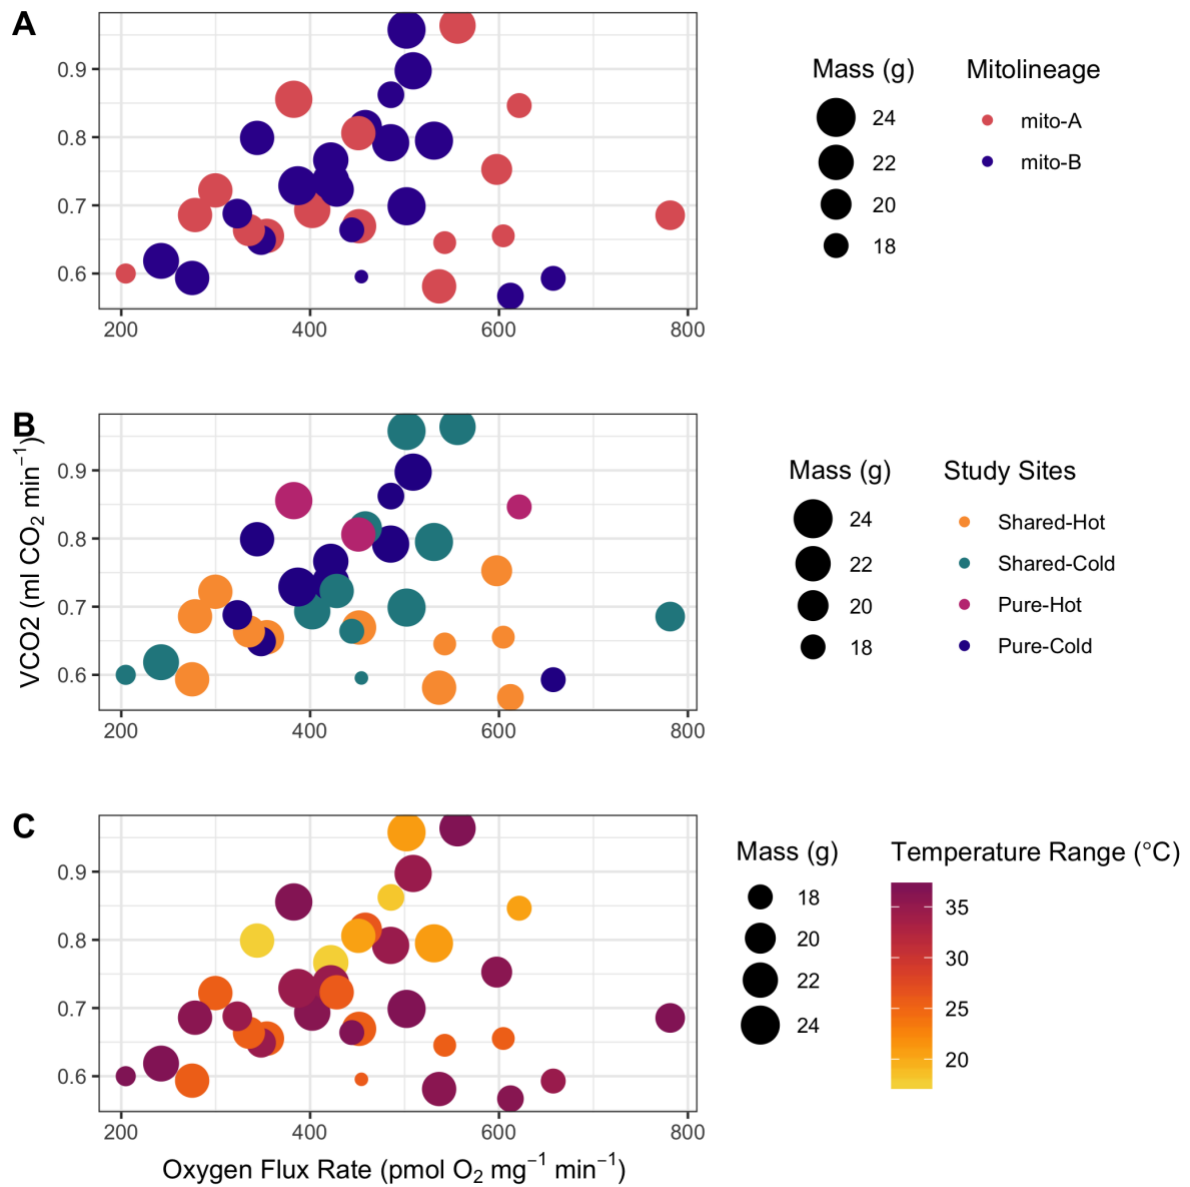 A
0.9
0.8
0.7
0.6
200 400 600 800
Mass (g)
24
22
20
18
Mitolineage
mito-A
mito-B
B
VCO2 (ml CO₂ min⁻¹)
0.9
0.8
0.7
0.6
200 400 600 800
Mass (g)
24
22
20
18
Study Sites
Shared-Hot
Shared-Cold
Pure-Hot
Pure-Cold
C
0.9
0.8
0.7
0.6
200 400 600 800
Oxygen Flux Rate (pmol O₂ mg⁻¹ min⁻¹)
Mass (g)
18
20
22
24
Temperature Range (°C)
35
30
25
20